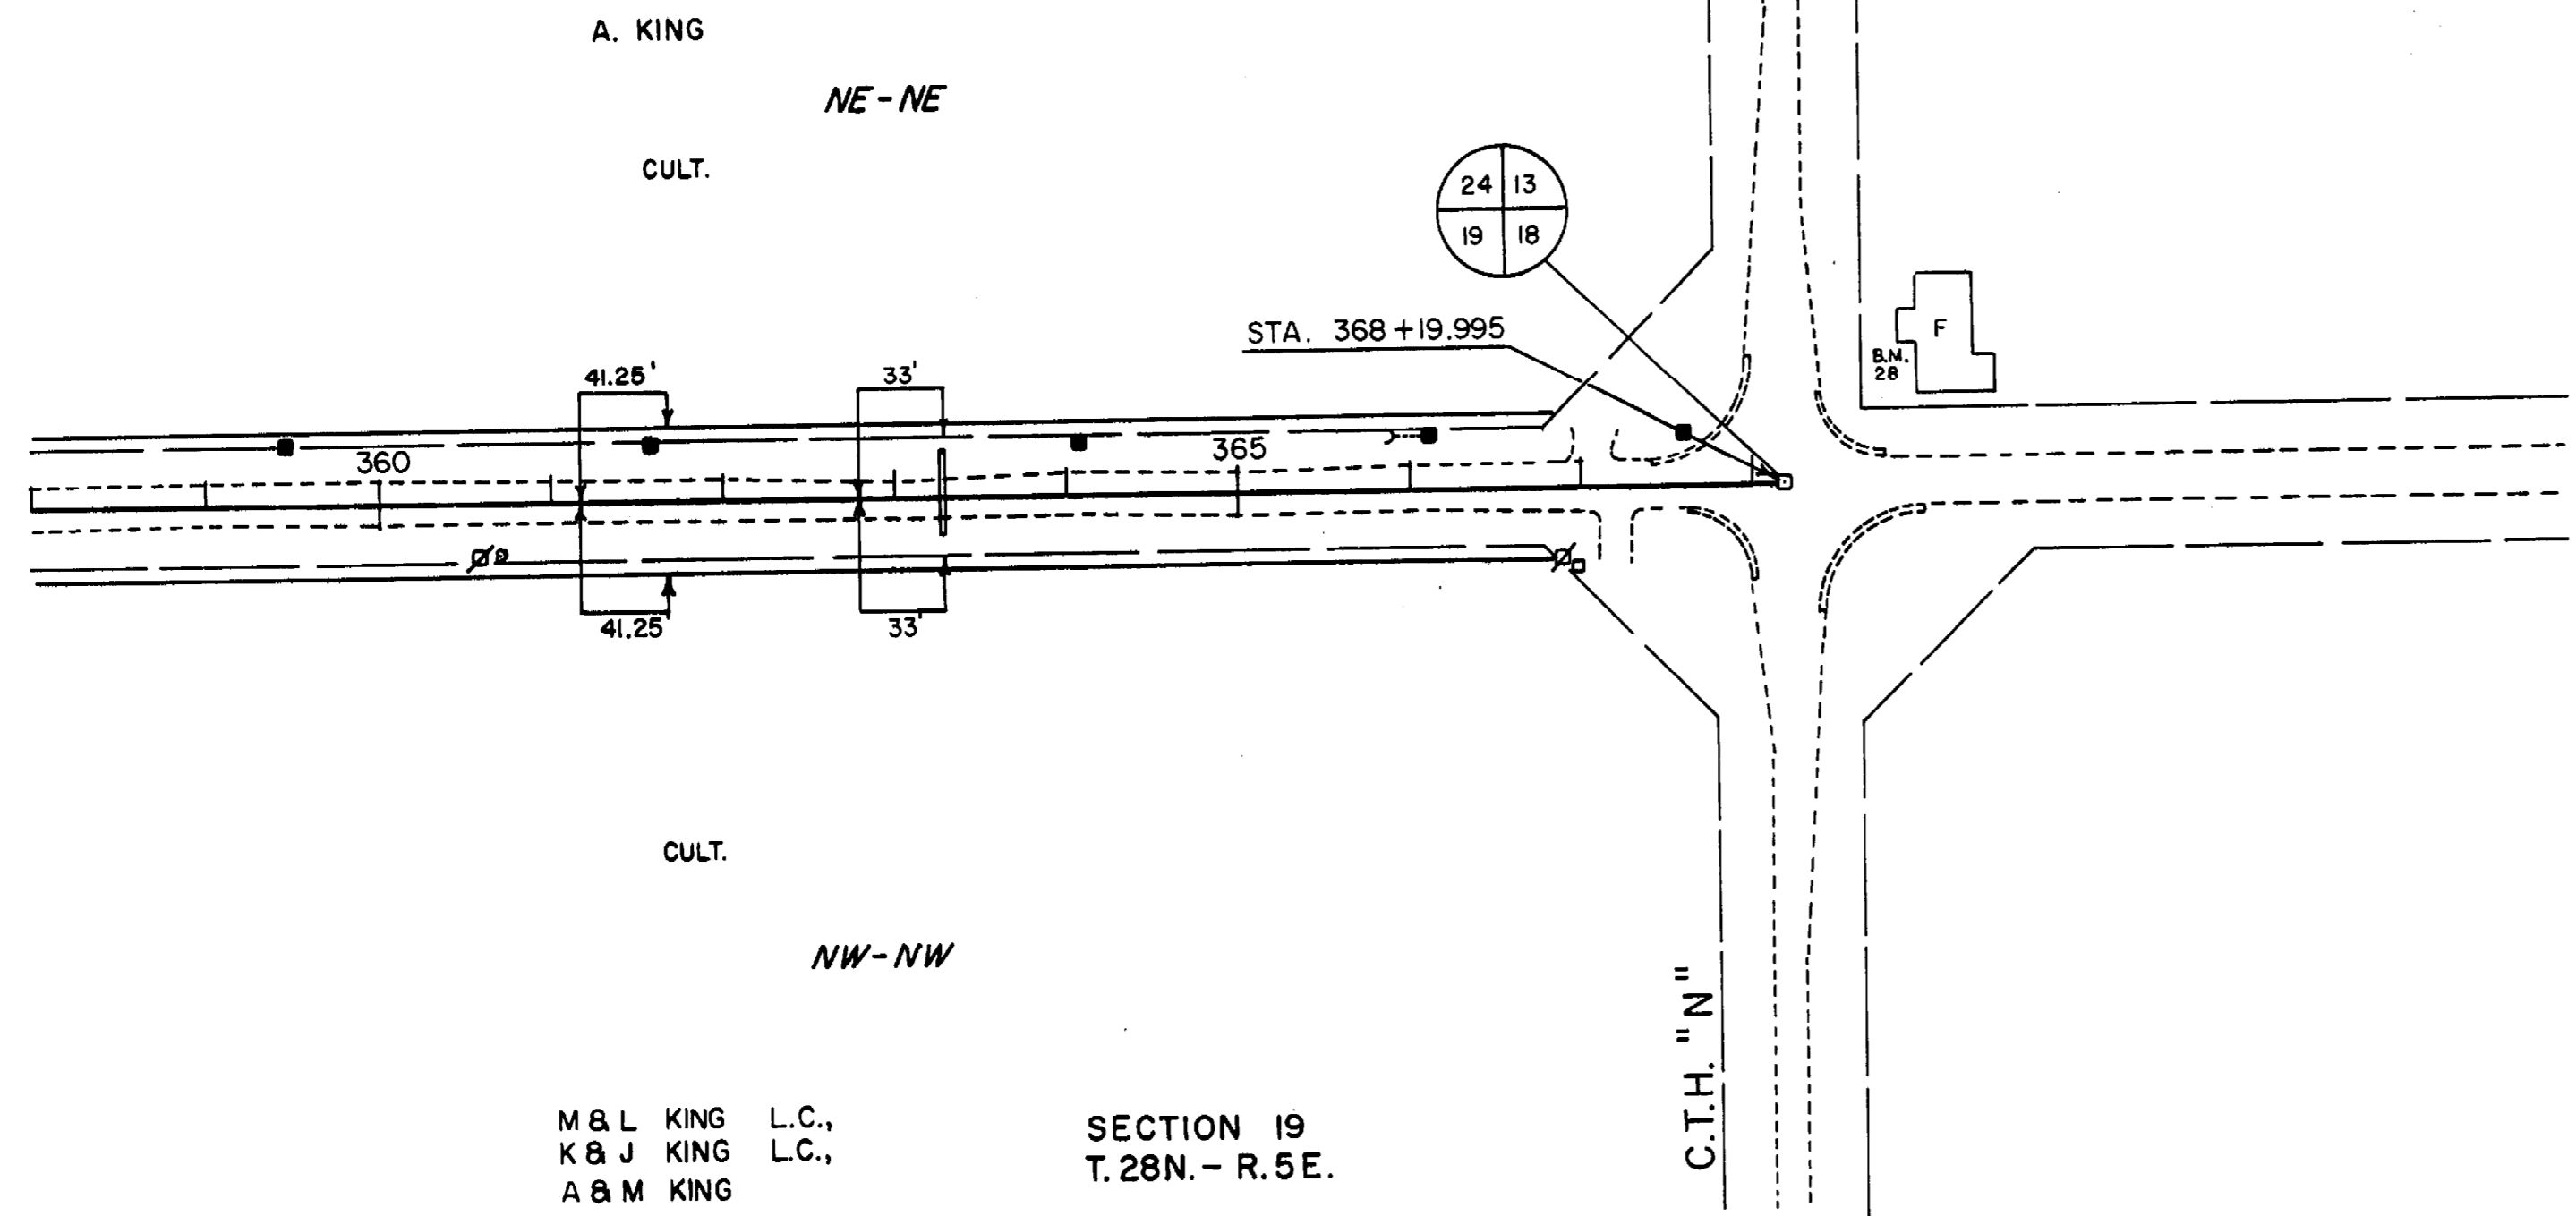 A. KING
NE-NE
CULT.
24 13
19 18
STA. 368+19.995
F
B.M.
28
41.25'
33'
360
365
41.25'
33'
CULT.
NW-NW
C.T.H. "N"
M & L KING L.C.,
K & J KING L.C.,
A & M KING
SECTION 19
T. 28N. - R. 5E.